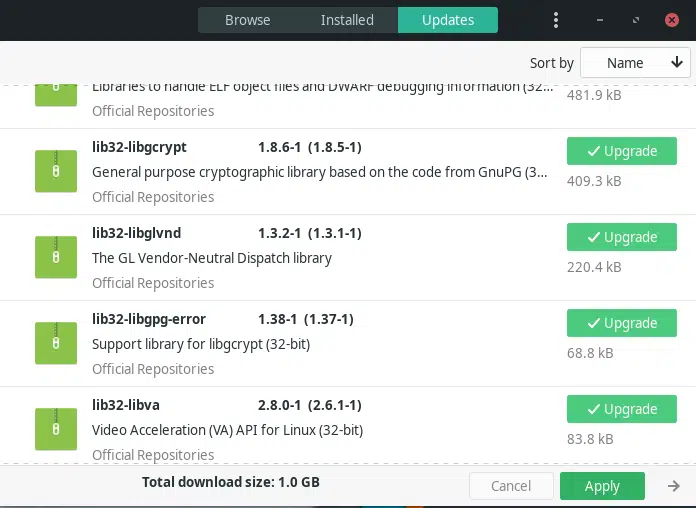 Browse Installed Updates
Sort by Name
Libraries to handle ELF object files and DWARF debugging information (32...
481.9 kB
Official Repositories
lib32-libgcrypt 1.8.6-1 (1.8.5-1)
Upgrade
General purpose cryptographic library based on the code from GnuPG (3...
409.3 kB
Official Repositories
lib32-libglvnd 1.3.2-1 (1.3.1-1)
Upgrade
The GL Vendor-Neutral Dispatch library
220.4 kB
Official Repositories
lib32-libgpg-error 1.38-1 (1.37-1)
Upgrade
Support library for libgcrypt (32-bit)
68.8 kB
Official Repositories
lib32-libva 2.8.0-1 (2.6.1-1)
Upgrade
Video Acceleration (VA) API for Linux (32-bit)
83.8 kB
Official Repositories
Total download size: 1.0 GB Cancel Apply